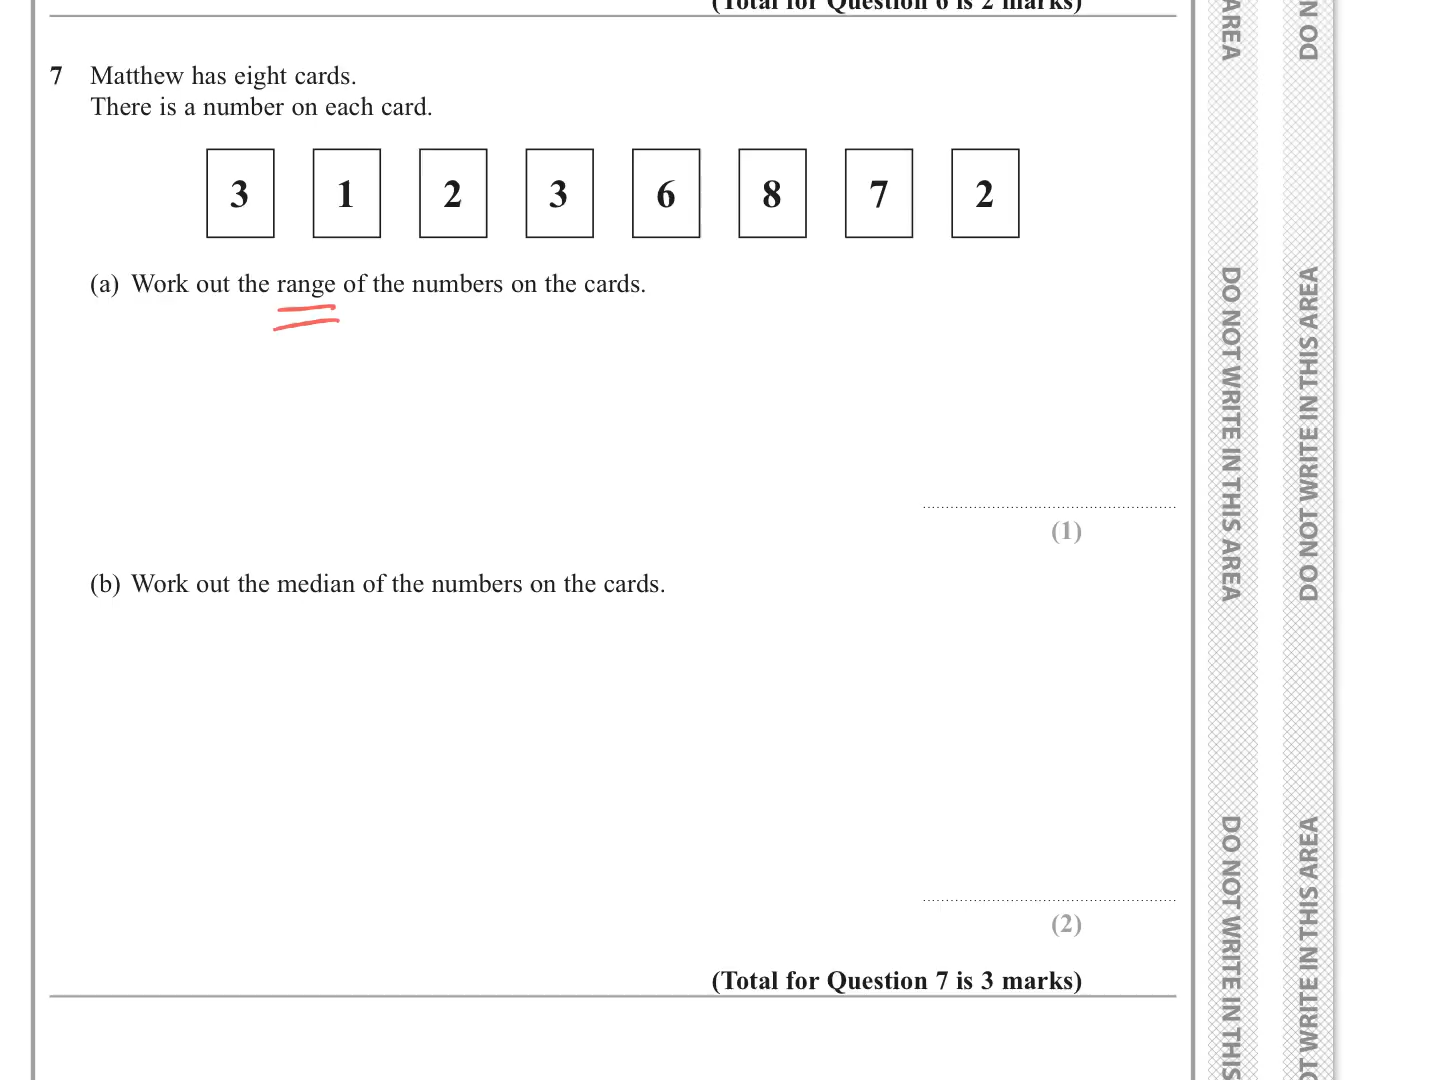 (Total for Question 6 is 2 marks)
7 Matthew has eight cards.
There is a number on each card.
3 1 2 3 6 8 7 2
(a) Work out the range of the numbers on the cards.
(1)
(b) Work out the median of the numbers on the cards.
(2)
(Total for Question 7 is 3 marks)
AREA
DO NOT WRITE IN THIS AREA
DO NOT WRITE IN THIS
DO N
DO NOT WRITE IN THIS AREA
OT WRITE IN THIS AREA